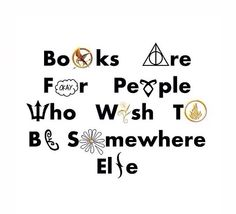 Books Are
For People
Who Wish To
Be Somewhere
Else